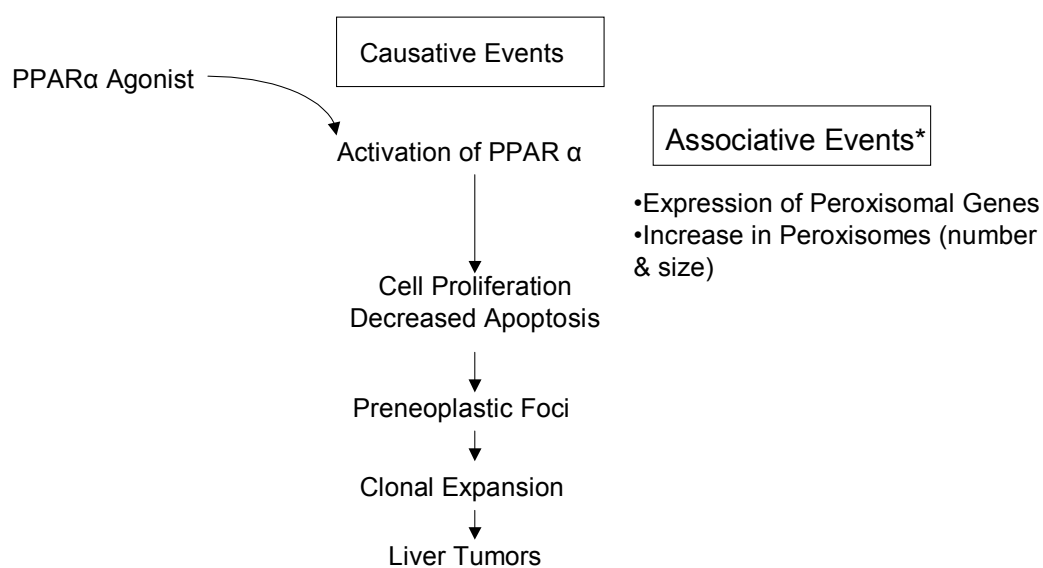 Causative Events
PPARα Agonist
Activation of PPAR α
Associative Events*
•Expression of Peroxisomal Genes
•Increase in Peroxisomes (number
& size)
Cell Proliferation
Decreased Apoptosis
Preneoplastic Foci
Clonal Expansion
Liver Tumors